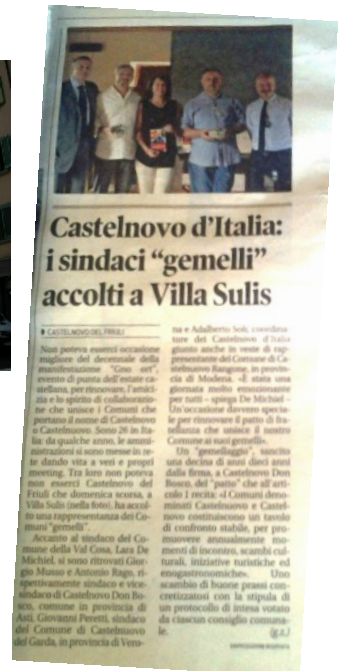 Castelnovo d'Italia:
i sindaci "gemelli"
accolti a Villa Sulis
CASTELNOVO DEL FRIULI
Non poteva esserci occasione
migliore del decennale della
manifestazione "Gno set",
evento di punta dell'estate ca-
stellana, per rinnovare, l'amici-
zia e lo spirito di collaborazio-
ne che unisce i Comuni che
portano il nome di Castelnovo
o Castelnuovo. Sono 26 in Ita-
lia: da qualche anno, le ammi-
nistrazioni si sono messe in re-
te dando vita a veri e propri
meeting. Tra loro non poteva
non esserci Castelnovo del
Friuli che domenica scorsa, a
Villa Sulis (nella foto), ha accol-
to una rappresentanza dei Co-
muni "gemelli".
Accanto al sindaco del Co-
mune della Val Cosa, Lara De
Michiel, si sono ritrovati Gior-
gio Musso e Antonio Rago, ri-
spettivamente sindaco e vice-
sindaco di Castelnuovo Don Bo-
sco, comune in provincia di
Asti, Giovanni Peretti, sindaco
del Comune di Castelnuovo
del Garda, in provincia di Vero-
na e Adalberto Soli, coordina-
tore dei Castelnovo d'Italia
giunto anche in veste di rap-
presentante del Comune di Ca-
stelnuovo Rangone, in provin-
cia di Modena. «È stata una
giornata molto emozionante
per tutti – spiega De Michiel –
Un'occasione davvero specia-
le per rinnovare il patto di fra-
tellanza che unisce il nostro
Comune ai suoi gemelli».
Un "gemellaggio", sancito
una decina di anni dieci anni
dalla firma, a Castelnuovo Don
Bosco, del "patto" che all'arti-
colo 1 recita: «I Comuni deno-
minati Castelnuovo e Castel-
novo costituiscono un tavolo
di confronto stabile, per pro-
muovere annualmente mo-
menti di incontro, scambi cul-
turali, iniziative turistiche ed
enogastronomiche». Uno
scambio di buone prassi con-
cretizzatosi con la stipula di
un protocollo di intesa votato
da ciascun consiglio comuna-
le. (g.z.)
©RIPRODUZIONE RISERVATA